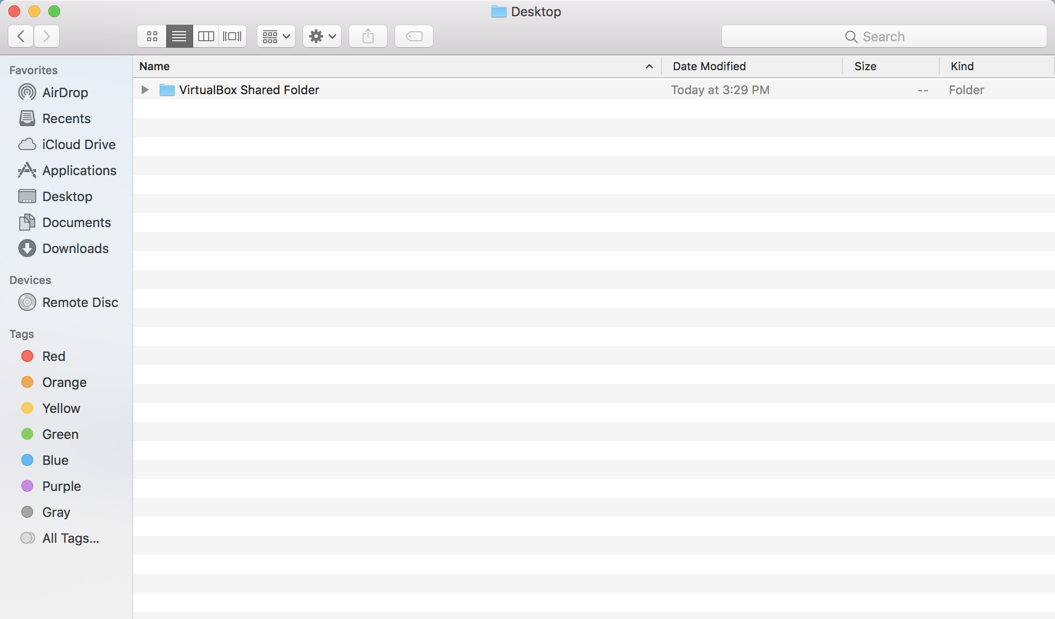 Desktop
Search
Favorites
AirDrop
Recents
iCloud Drive
Applications
Desktop
Documents
Downloads
Devices
Remote Disc
Tags
Red
Orange
Yellow
Green
Blue
Purple
Gray
All Tags...
Name Date Modified Size Kind
VirtualBox Shared Folder Today at 3:29 PM -- Folder